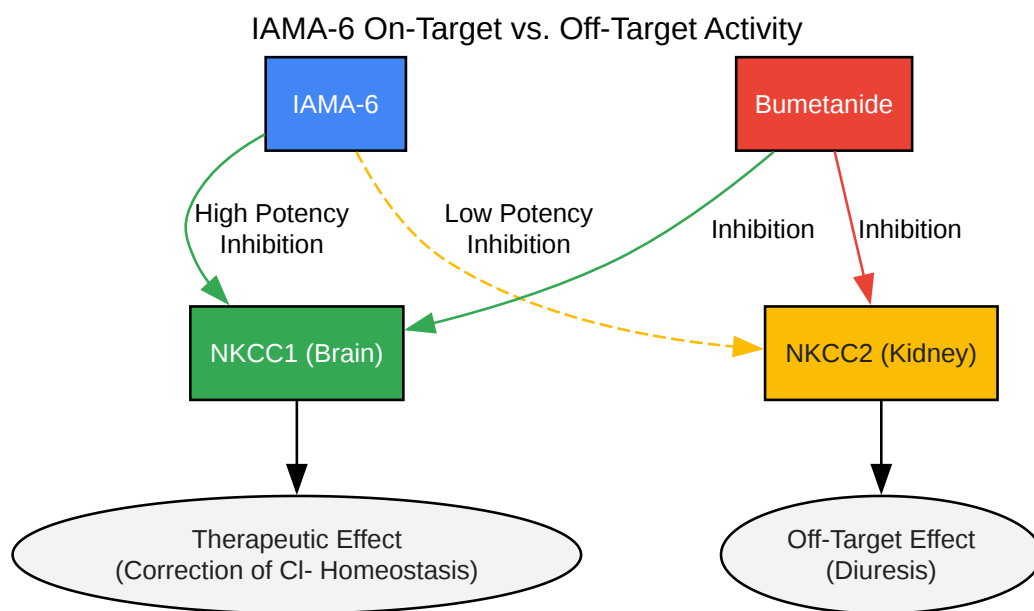 IAMA-6 On-Target vs. Off-Target Activity
IAMA-6
Bumetanide
High Potency
Inhibition
Low Potency
Inhibition
Inhibition
Inhibition
NKCC1 (Brain)
NKCC2 (Kidney)
Therapeutic Effect
(Correction of Cl- Homeostasis)
Off-Target Effect
(Diuresis)